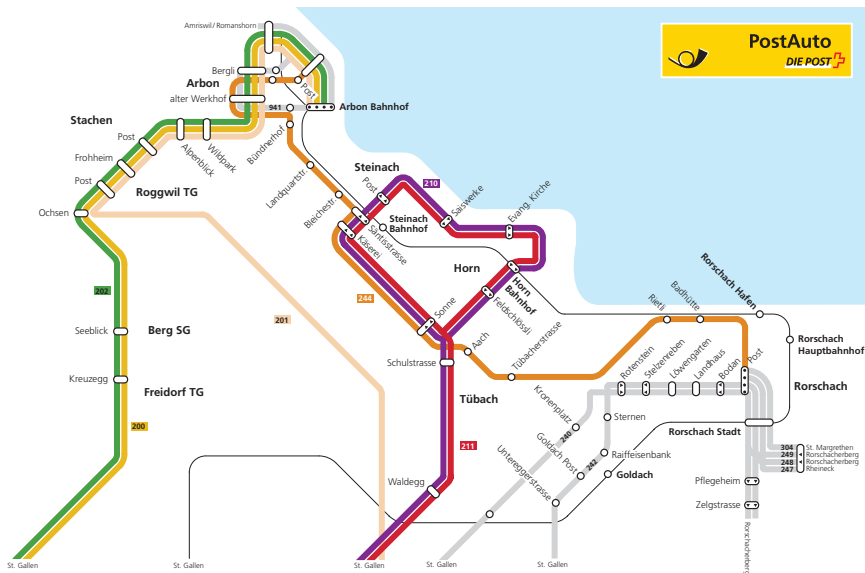 Amriswil/ Romanshorn
PostAuto
DIE POST
Bergli
Arbon
Post
alter Werkhof
941
Arbon Bahnhof
Stachen
Post
Alpenblick
Wildpark
Bündnerhof
Frohheim
Steinach
Post
210
Landquartstr.
Post
Roggwil TG
Saiswerke
Evang. Kirche
Bleichestr.
Ochsen
Steinach
Bahnhof
Säntisstrasse
Käserei
Horn
Horn
Bahnhof
Rorschach Hafen
202
244
Feldschlössli
Badhütte
Rietli
201
Sonne
Seeblick
Berg SG
Aach
Tübacherstrasse
Rorschach
Hauptbahnhof
Schulstrasse
Rotenstein
Stelzenreben
Löwengarten
Landhaus
Bodan
Post
Kreuzegg
Freidorf TG
Rorschach
Tübach
Kronenplatz
Sternen
200
211
240
Goldach Post
Rorschach Stadt
304 St. Margrethen
249 Rorschacherberg
248 Rorschacherberg
247 Rheineck
Untereggerstrasse
242
Raiffeisenbank
Goldach
Waldegg
Pflegeheim
Zelgstrasse
Rorschacherberg
St. Gallen
St. Gallen
St. Gallen
St. Gallen
St. Gallen